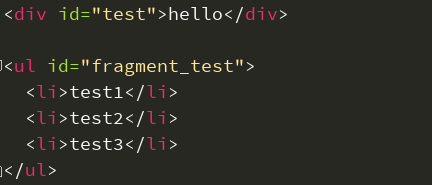 <div id="test">hello</div>
<ul id="fragment_test">
  <li>test1</li>
  <li>test2</li>
  <li>test3</li>
</ul>